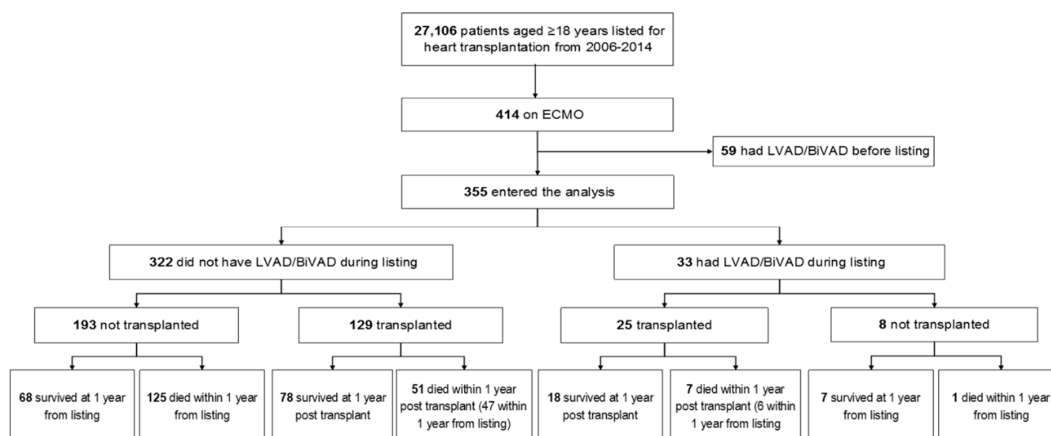 27,106 patients aged ≥18 years listed for
heart transplantation from 2006-2014
414 on ECMO
59 had LVAD/BiVAD before listing
355 entered the analysis
322 did not have LVAD/BiVAD during listing
33 had LVAD/BiVAD during listing
193 not transplanted
129 transplanted
25 transplanted
8 not transplanted
68 survived at 1 year
from listing
125 died within 1 year
from listing
78 survived at 1 year
post transplant
51 died within 1 year
post transplant (47 within
1 year from listing)
18 survived at 1 year
post transplant
7 died within 1 year
post transplant (6 within
1 year from listing
7 survived at 1 year
from listing
1 died within 1 year
from listing